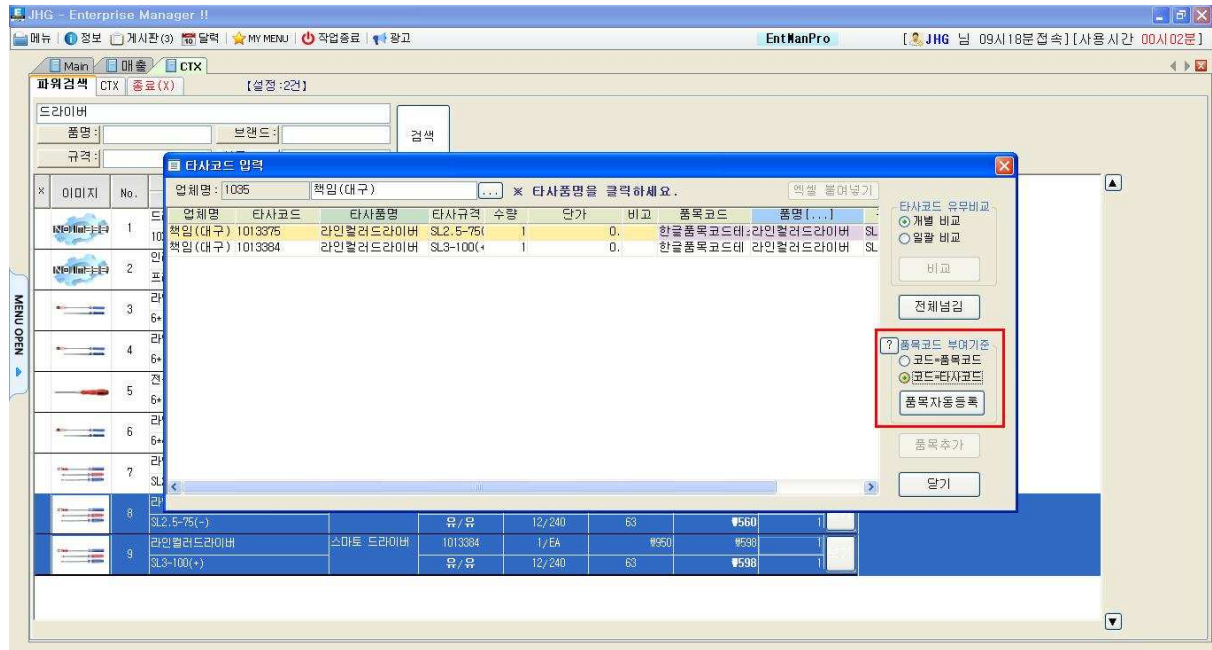 JHG - Enterprise Manager !!
메뉴 정보 게시판(3) 달력 MY MENU 작업종료 광고 EntManPro [JHG 님 09시18분접속][사용시간 00시02분]
Main 매출 CTX
파워검색 CTX 종료(X) [설정:2건]
드라이버
품명: 브랜드: 검색
규격:
타사코드 입력
× 이미지 No.
업체명: 1035 책임(대구) ... ※ 타사품명을 클릭하세요. 엑셀 붙여넣기
업체명 타사코드 타사품명 타사규격 수량 단가 비고 품목코드 품명[...]
책임(대구) 1013375 라인컬러드라이버 SL2.5-75( 1 0. 한글품목코드테 라인컬러드라이버 SL
책임(대구) 1013384 라인컬러드라이버 SL3-100(+ 1 0. 한글품목코드테 라인컬러드라이버 SL
타사코드 유무비교
개별 비교
일괄 비교
비교
전체넘김
? 품목코드 부여기준
코드=품목코드
코드=타사코드
품목자동등록
품목추가
닫기
MENU OPEN
1
2
3
6*
4
6*
5
6*
6
7
8
SL2.5-75(-) 유/유 12/240 63 ₩560 1
9 라인컬러드라이버 스마토 드라이버 1013384 1/EA ₩950 ₩598 1
SL3-100(+) 유/유 12/240 63 ₩598 1